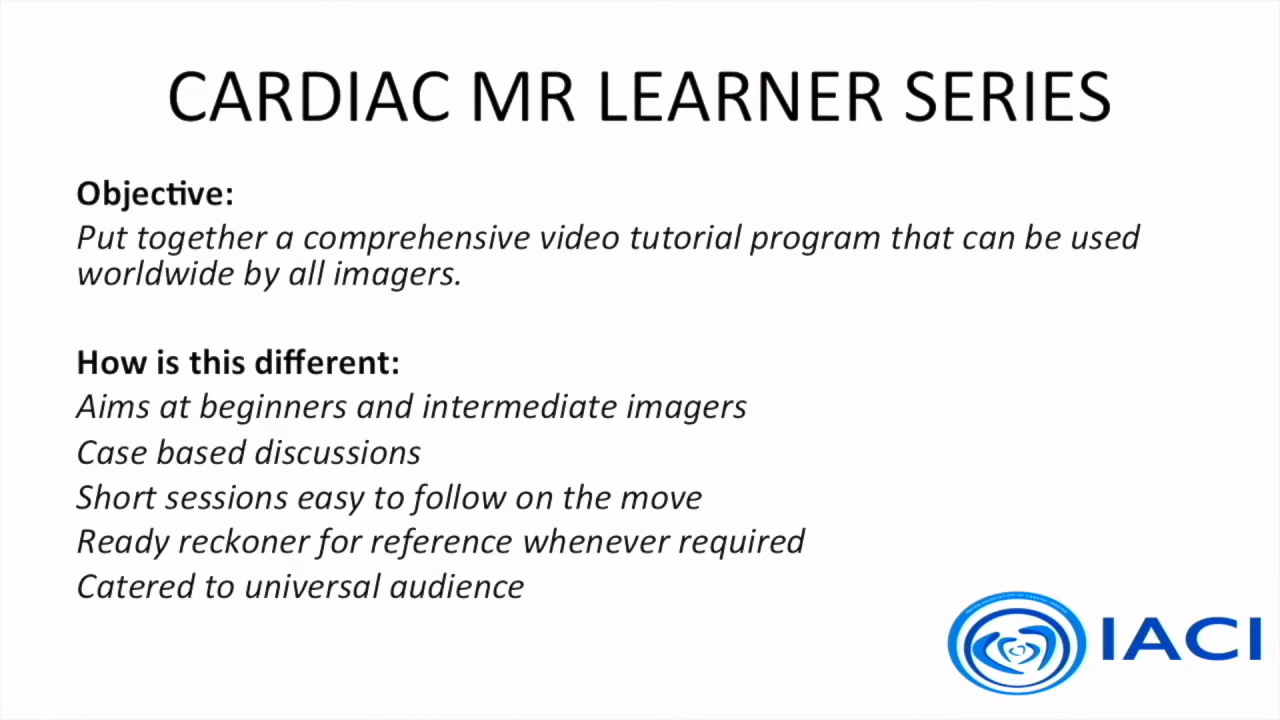 CARDIAC MR LEARNER SERIES
Objective:
Put together a comprehensive video tutorial program that can be used
worldwide by all imagers.
How is this different:
Aims at beginners and intermediate imagers
Case based discussions
Short sessions easy to follow on the move
Ready reckoner for reference whenever required
Catered to universal audience
IACI